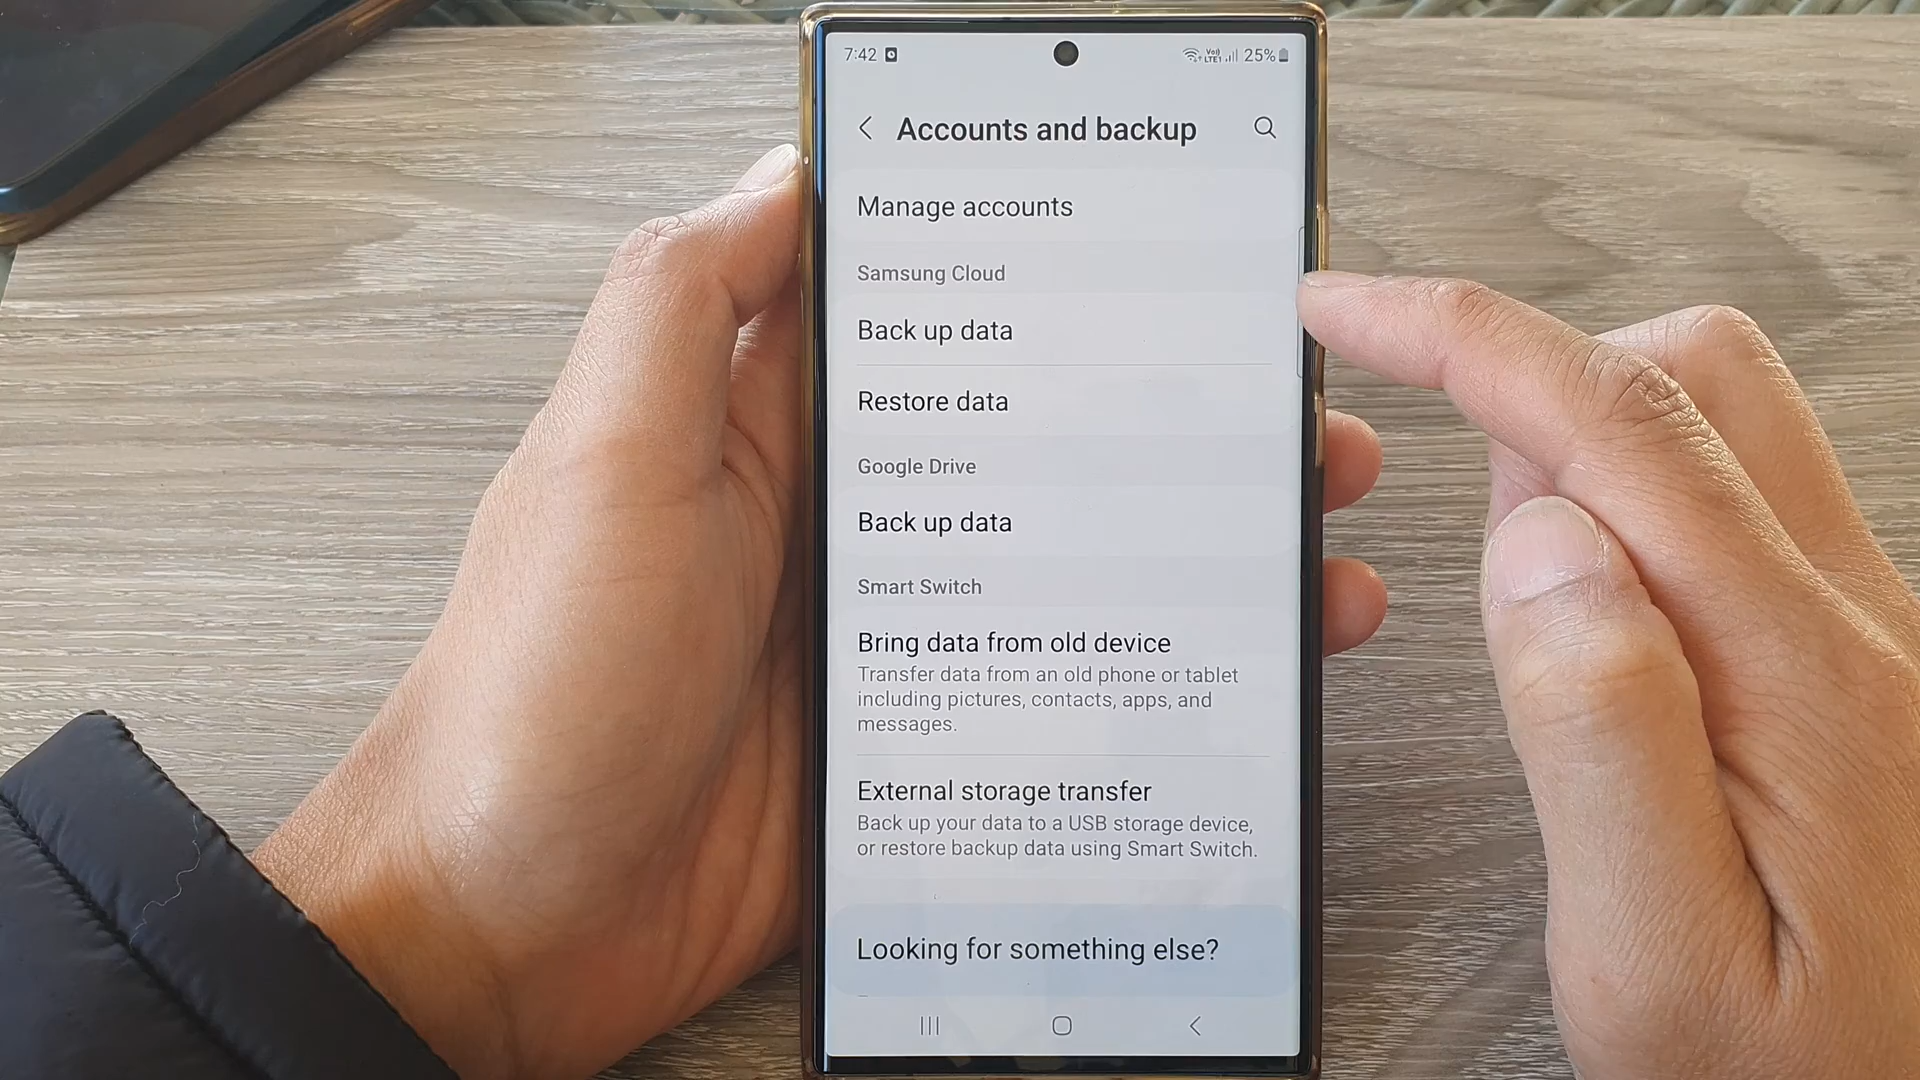 7:42
25%
Accounts and backup
Manage accounts
Samsung Cloud
Back up data
Restore data
Google Drive
Back up data
Smart Switch
Bring data from old device
Transfer data from an old phone or tablet
including pictures, contacts, apps, and
messages.
External storage transfer
Back up your data to a USB storage device,
or restore backup data using Smart Switch.
Looking for something else?